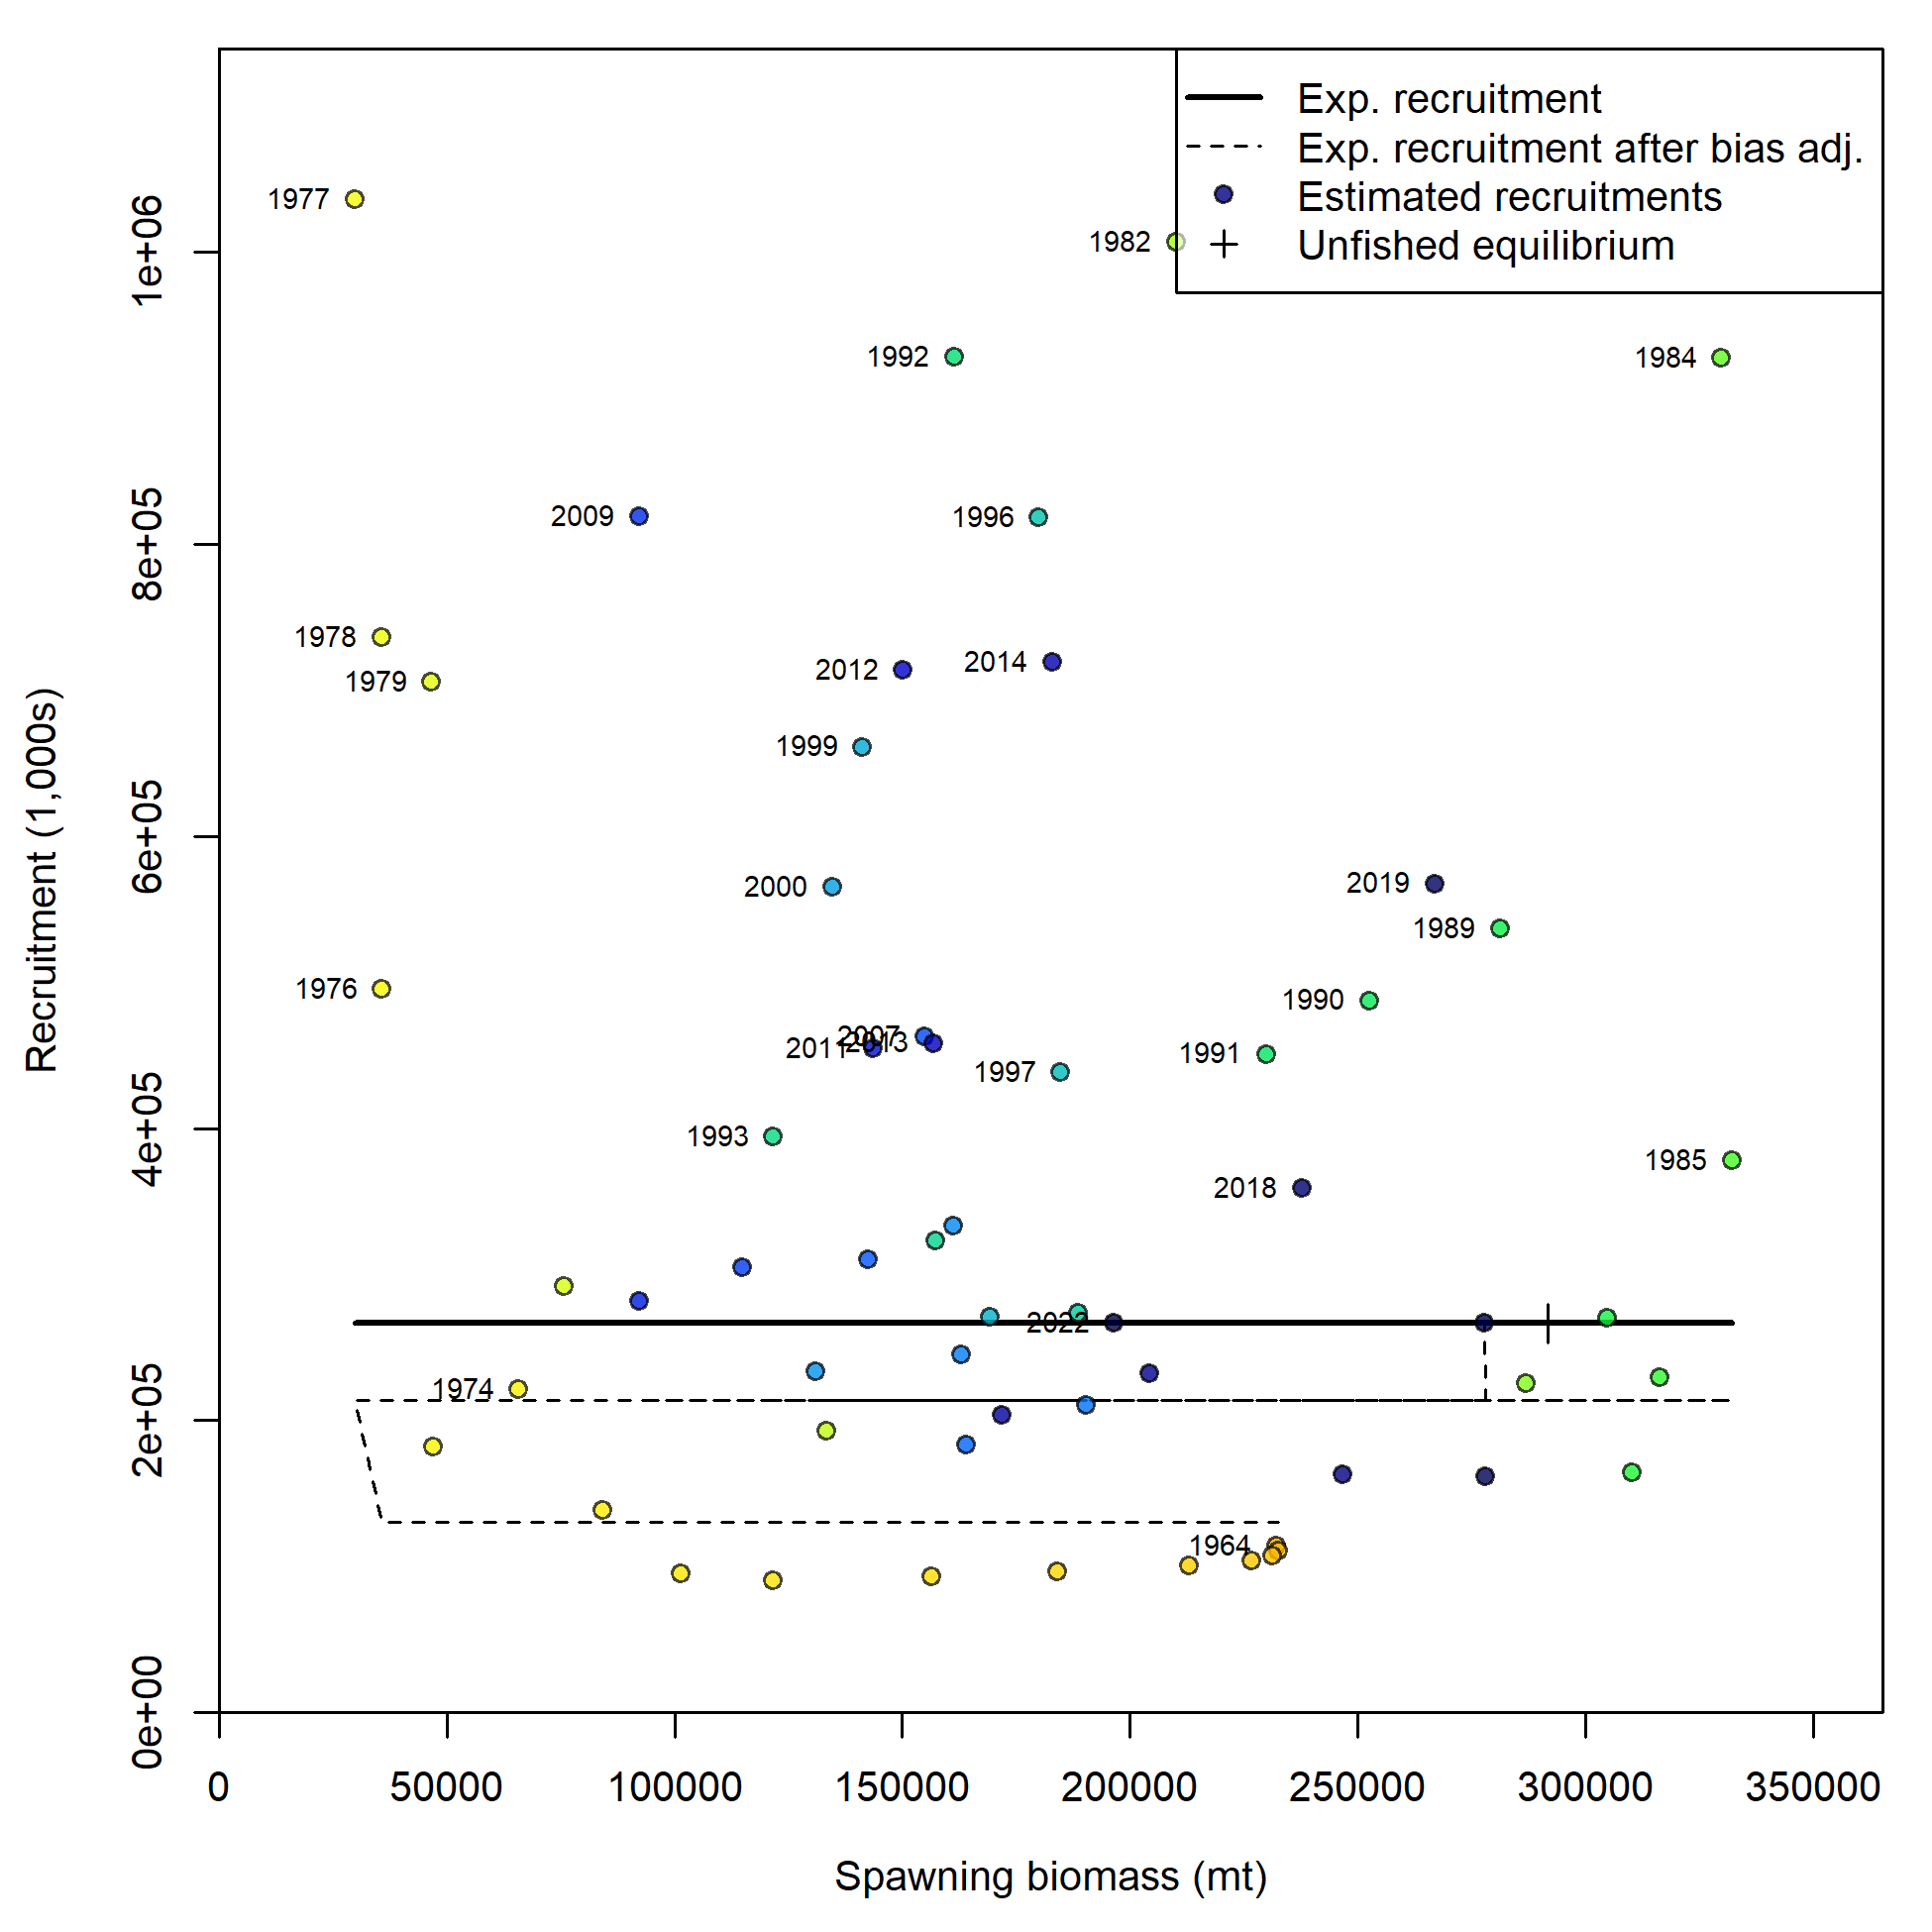 Exp. recruitment
Exp. recruitment after bias adj.
Estimated recruitments
Unfished equilibrium
1977
1982
1992
1984
2009
1996
1978
1979
2012
2014
1999
2000
2019
1989
1976
1990
2007
2011
2013
1991
1997
1993
1985
2018
2022
1974
1964
Recruitment (1,000s)
1e+06
8e+05
6e+05
4e+05
2e+05
0e+00
0 50000 100000 150000 200000 250000 300000 350000
Spawning biomass (mt)